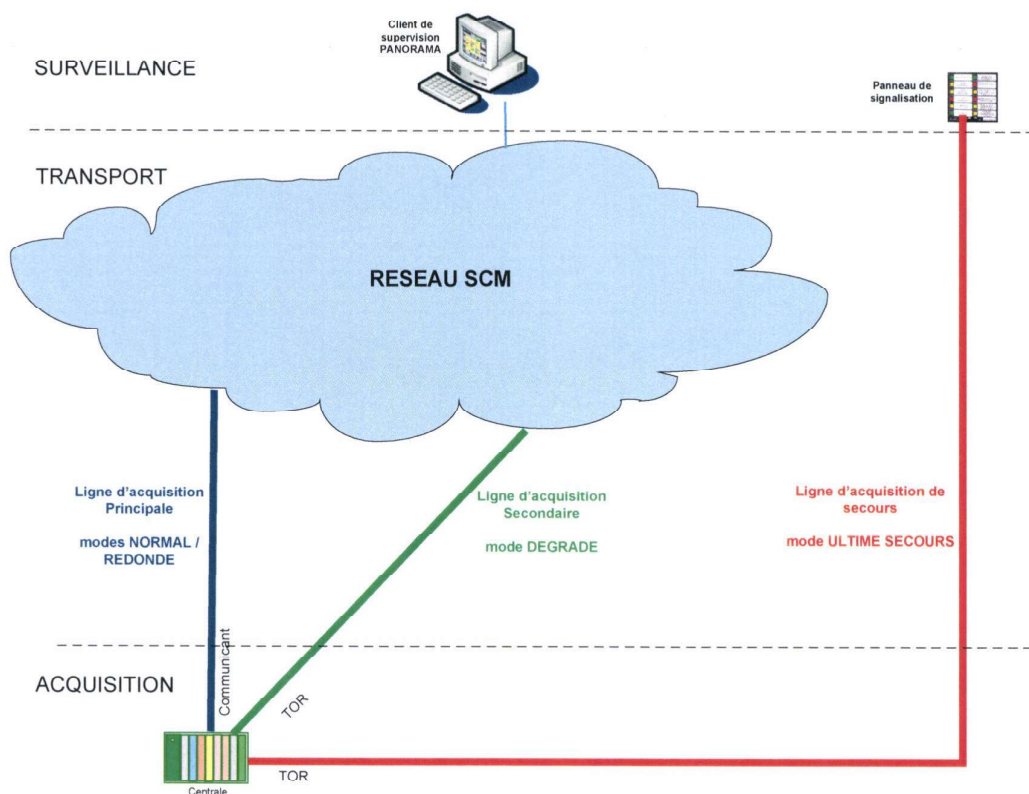 Client de
supervision
PANORAMA
SURVEILLANCE
Panneau de
signalisation
TRANSPORT
RESEAU SCM
Ligne d'acquisition
Principale
modes NORMAL /
REDONDE
Ligne d'acquisition
Secondaire
mode DEGRADE
Ligne d'acquisition de
secours
mode ULTIME SECOURS
ACQUISITION
Communicant
TOR
TOR
Centrale